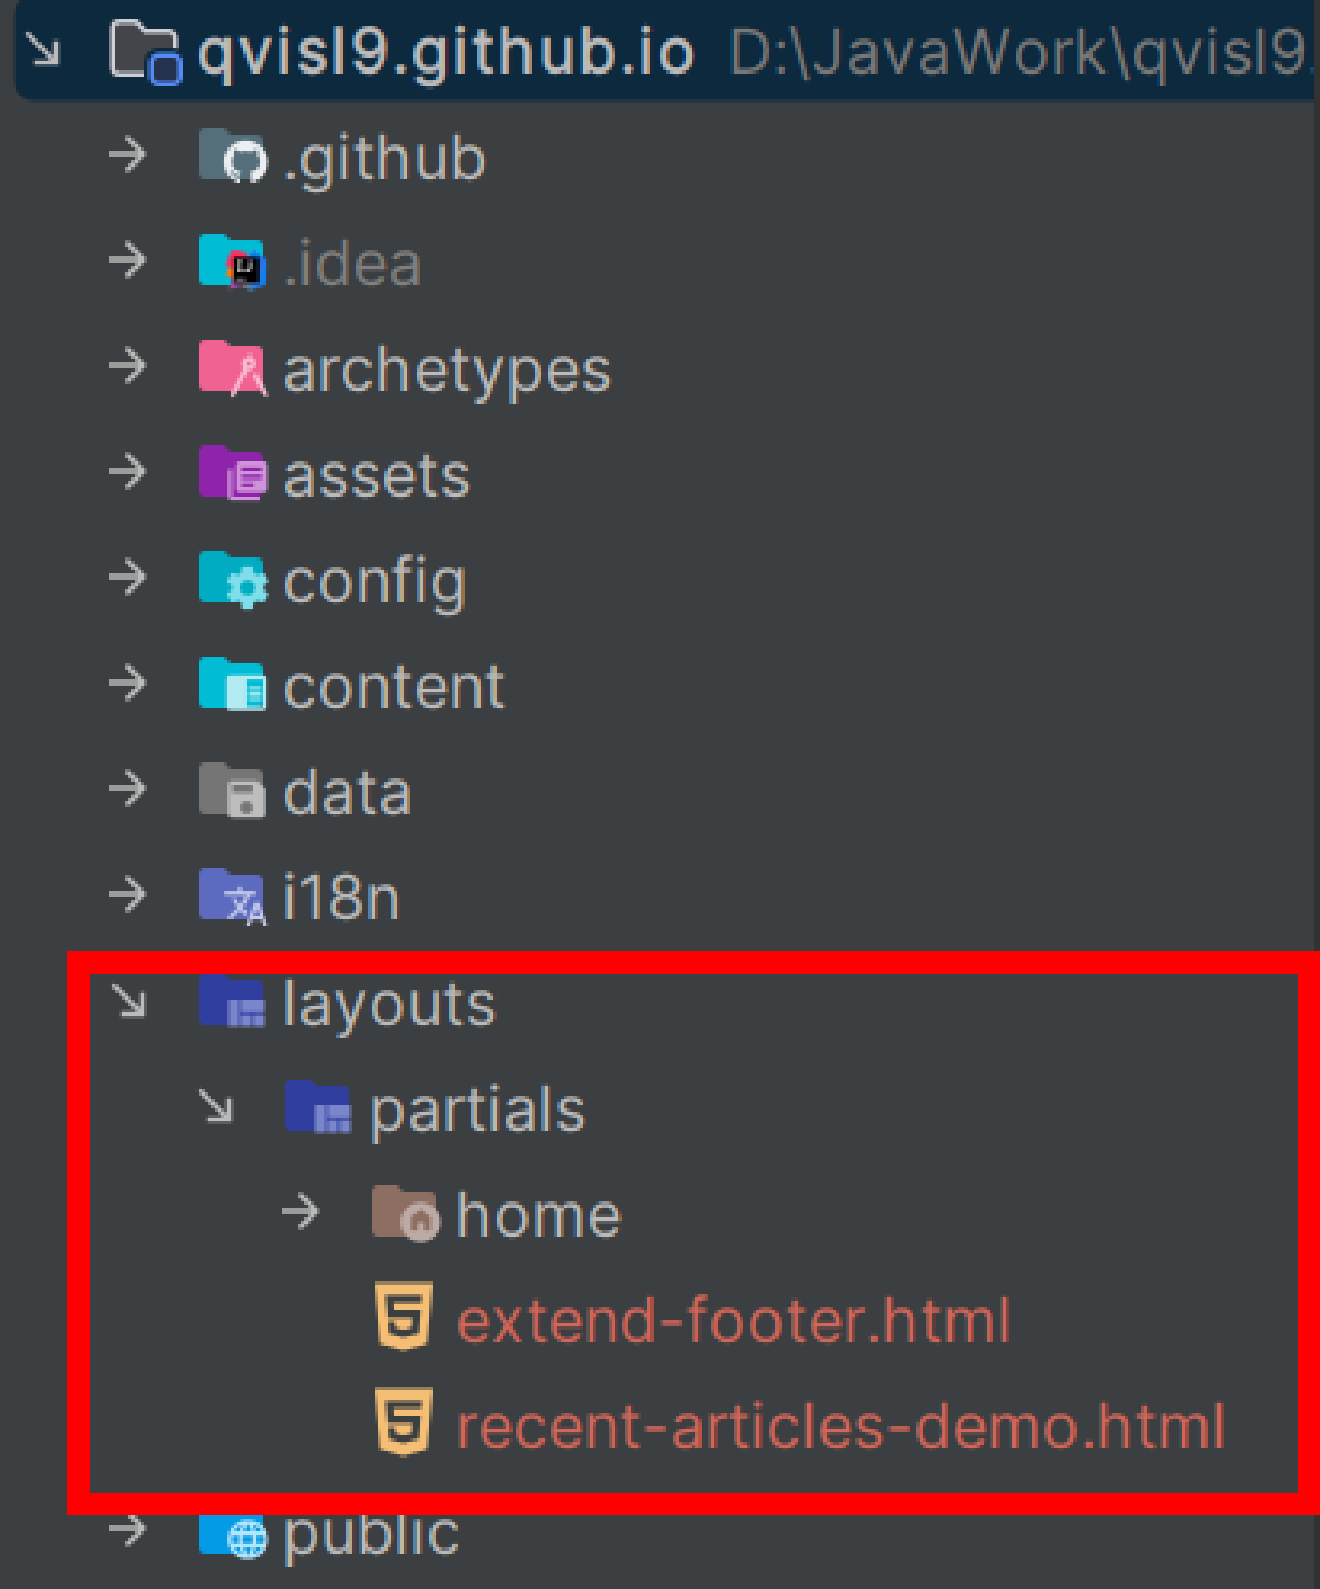 qvisl9.github.io D:\JavaWork\qvisl9.
.github
.idea
archetypes
assets
config
content
data
i18n
layouts
partials
home
extend-footer.html
recent-articles-demo.html
public